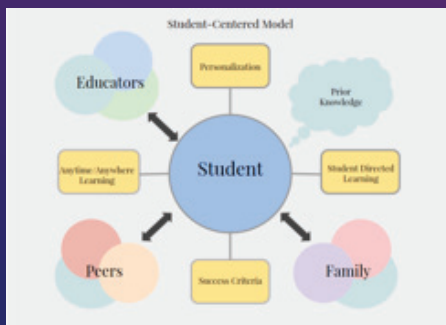 Student-Centered Model
Educators
Personalization
Prior
Knowledge
Anytime/Anywhere
Learning
Student
Student Directed
Learning
Peers
Success Criteria
Family